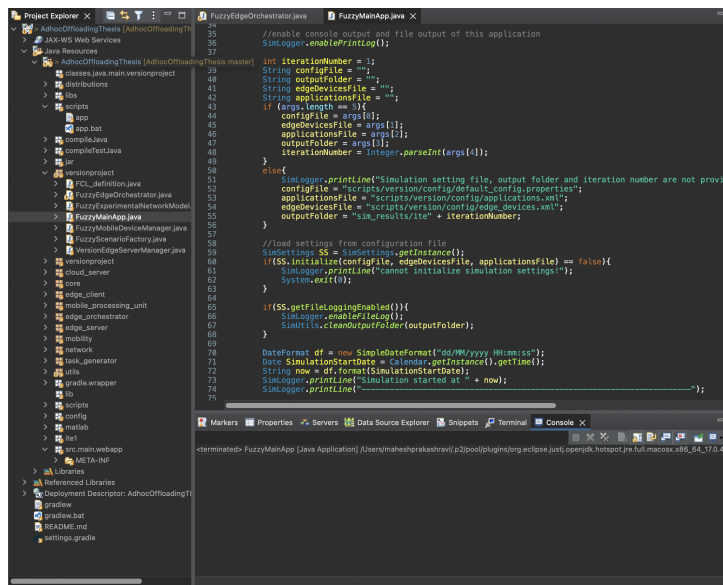 Project Explorer
> AdhocOffloadingThesis [AdhocOffloadingTh
JAX-WS Web Services
Java Resources
> AdhocOffloadingThesis [AdhocOffloadingThesis master]
classes.java.main.versionproject
distributions
libs
scripts
app
app.bat
compileJava
compileTestJava
jar
versionproject
FCL_definition.java
FuzzyEdgeOrchestrator.java
FuzzyExperimentalNetworkModel.
FuzzyMainApp.java
FuzzyMobileDeviceManager.java
FuzzyScenarioFactory.java
VersionEdgeServerManager.java
versionproject
cloud_server
core
edge_client
mobile_processing_unit
edge_orchestrator
edge_server
mobility
network
task_generator
utils
gradle.wrapper
lib
scripts
config
matlab
ite1
src.main.webapp
META-INF
Libraries
Referenced Libraries
Deployment Descriptor: AdhocOffloadingTl
gradlew
gradlew.bat
README.md
settings.gradle
FuzzyEdgeOrchestrator.java
FuzzyMainApp.java
34
35 //enable console output and file output of this application
36 SimLogger.enablePrintLog();
37
38 int iterationNumber = 1;
39 String configFile = "";
40 String outputFolder = "";
41 String edgeDevicesFile = "";
42 String applicationsFile = "";
43 if (args.length == 5){
44 configFile = args[0];
45 edgeDevicesFile = args[1];
46 applicationsFile = args[2];
47 outputFolder = args[3];
48 iterationNumber = Integer.parseInt(args[4]);
49 }
50 else{
51 SimLogger.printLine("Simulation setting file, output folder and iteration number are not provi
52 configFile = "scripts/version/config/default_config.properties";
53 applicationsFile = "scripts/version/config/applications.xml";
54 edgeDevicesFile = "scripts/version/config/edge_devices.xml";
55 outputFolder = "sim_results/ite" + iterationNumber;
56 }
57
58 //load settings from configuration file
59 SimSettings SS = SimSettings.getInstance();
60 if(SS.initialize(configFile, edgeDevicesFile, applicationsFile) == false){
61 SimLogger.printLine("cannot initialize simulation settings!");
62 System.exit(0);
63 }
64
65 if(SS.getFileLoggingEnabled()){
66 SimLogger.enableFileLog();
67 SimUtils.cleanOutputFolder(outputFolder);
68 }
69
70 DateFormat df = new SimpleDateFormat("dd/MM/yyyy HH:mm:ss");
71 Date SimulationStartDate = Calendar.getInstance().getTime();
72 String now = df.format(SimulationStartDate);
73 SimLogger.printLine("Simulation started at " + now);
74 SimLogger.printLine("----------------------------------------------------------------------");
75
Markers Properties Servers Data Source Explorer Snippets Terminal Console
<terminated> FuzzyMainApp [Java Application] /Users/maheshprakashravi/.p2/pool/plugins/org.eclipse.justj.openjdk.hotspot.jre.full.macosx.x86_64_17.0.4